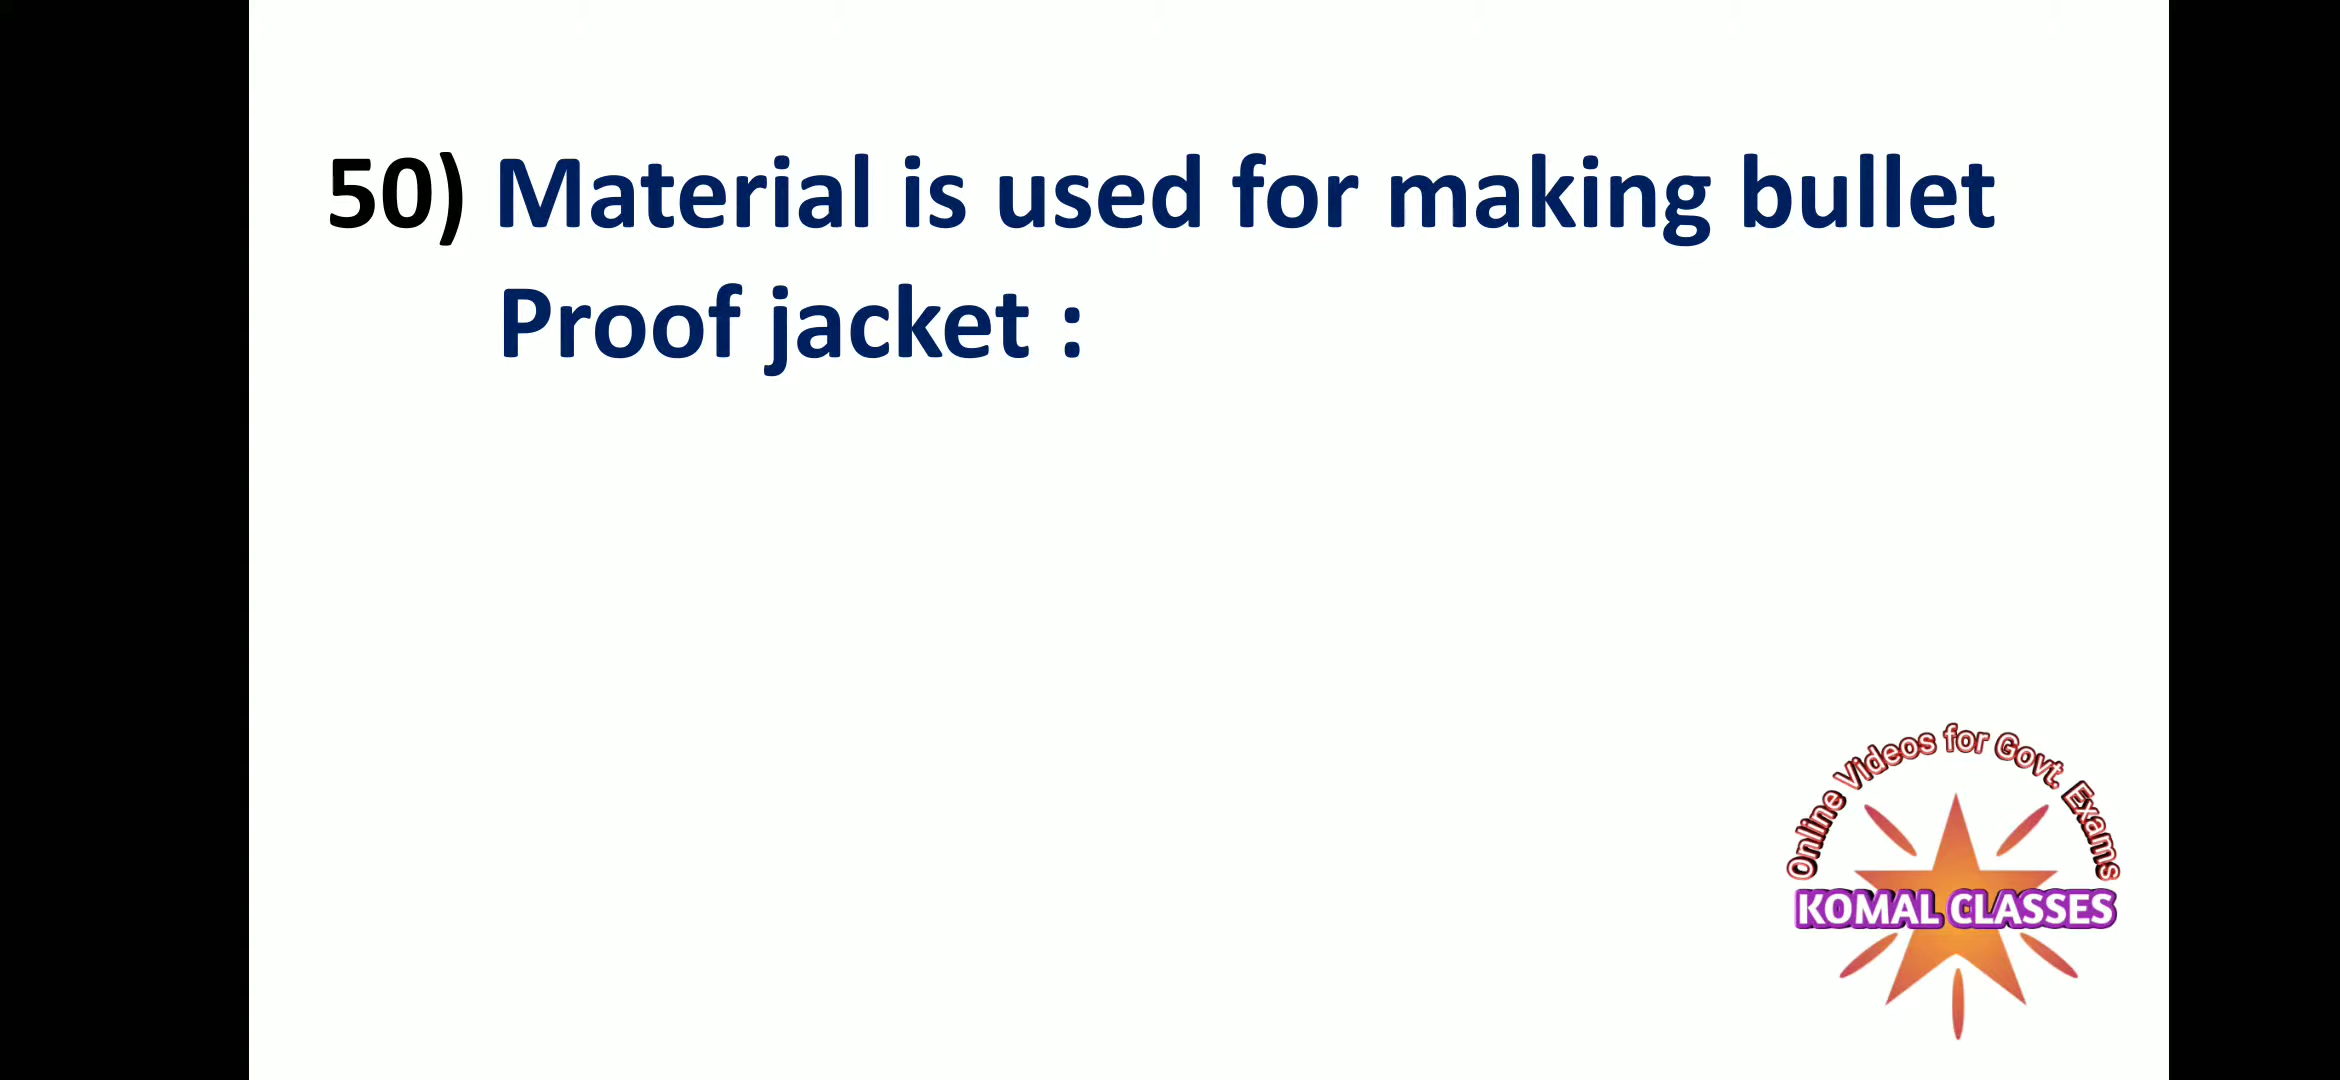 50) Material is used for making bullet
Proof jacket :
Online Videos for Govt. Exams
KOMAL CLASSES